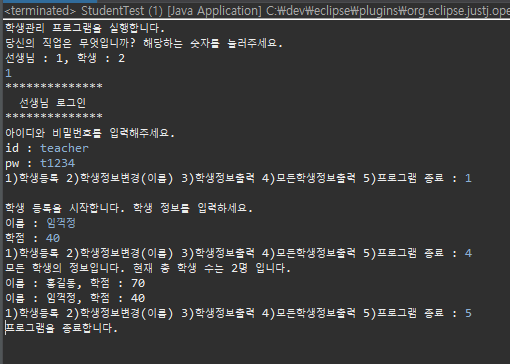 <terminated> StudentTest (1) [Java Application] C:\dev\eclipse\plugins\org.eclipse.justj.ope
학생관리 프로그램을 실행합니다.
당신의 직업은 무엇입니까? 해당하는 숫자를 눌러주세요.
선생님 : 1, 학생 : 2
1
**************
선생님 로그인
**************
아이디와 비밀번호를 입력해주세요.
id : teacher
pw : t1234
1)학생등록 2)학생정보변경(이름) 3)학생정보출력 4)모든학생정보출력 5)프로그램 종료 : 1
학생 등록을 시작합니다. 학생 정보를 입력하세요.
이름 : 임꺽정
학점 : 40
1)학생등록 2)학생정보변경(이름) 3)학생정보출력 4)모든학생정보출력 5)프로그램 종료 : 4
모든 학생의 정보입니다. 현재 총 학생 수는 2명 입니다.
이름 : 홍길동, 학점 : 70
이름 : 임꺽정, 학점 : 40
1)학생등록 2)학생정보변경(이름) 3)학생정보출력 4)모든학생정보출력 5)프로그램 종료 : 5
프로그램을 종료합니다.